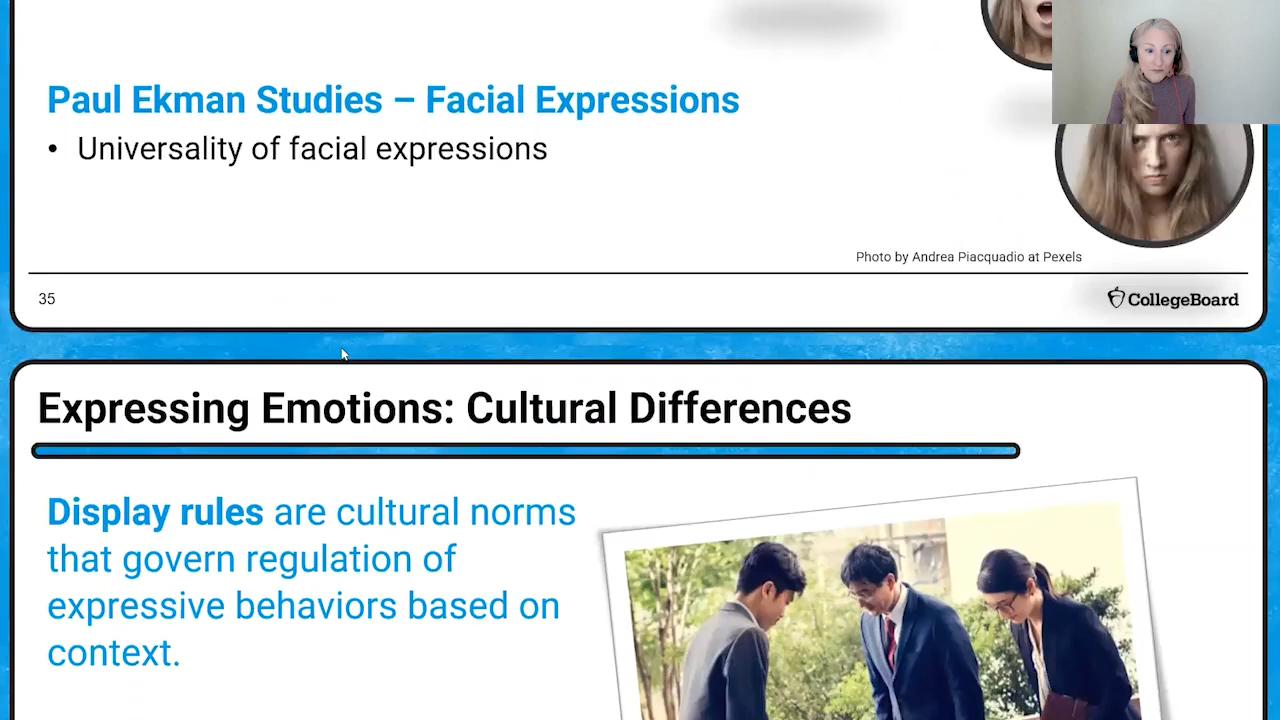 Paul Ekman Studies – Facial Expressions
• Universality of facial expressions
Photo by Andrea Piacquadio at Pexels
35
CollegeBoard
Expressing Emotions: Cultural Differences
Display rules are cultural norms
that govern regulation of
expressive behaviors based on
context.